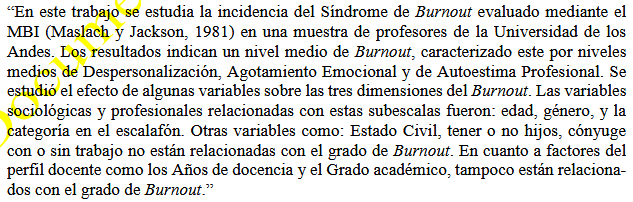 “En este trabajo se estudia la incidencia del Síndrome de Burnout evaluado mediante el
MBI (Maslach y Jackson, 1981) en una muestra de profesores de la Universidad de los
Andes. Los resultados indican un nivel medio de Burnout, caracterizado este por niveles
medios de Despersonalización, Agotamiento Emocional y de Autoestima Profesional. Se
estudió el efecto de algunas variables sobre las tres dimensiones del Burnout. Las variables
sociológicas y profesionales relacionadas con estas subescalas fueron: edad, género, y la
categoría en el escalafón. Otras variables como: Estado Civil, tener o no hijos, cónyuge
con o sin trabajo no están relacionadas con el grado de Burnout. En cuanto a factores del
perfil docente como los Años de docencia y el Grado académico, tampoco están relaciona-
dos con el grado de Burnout.”